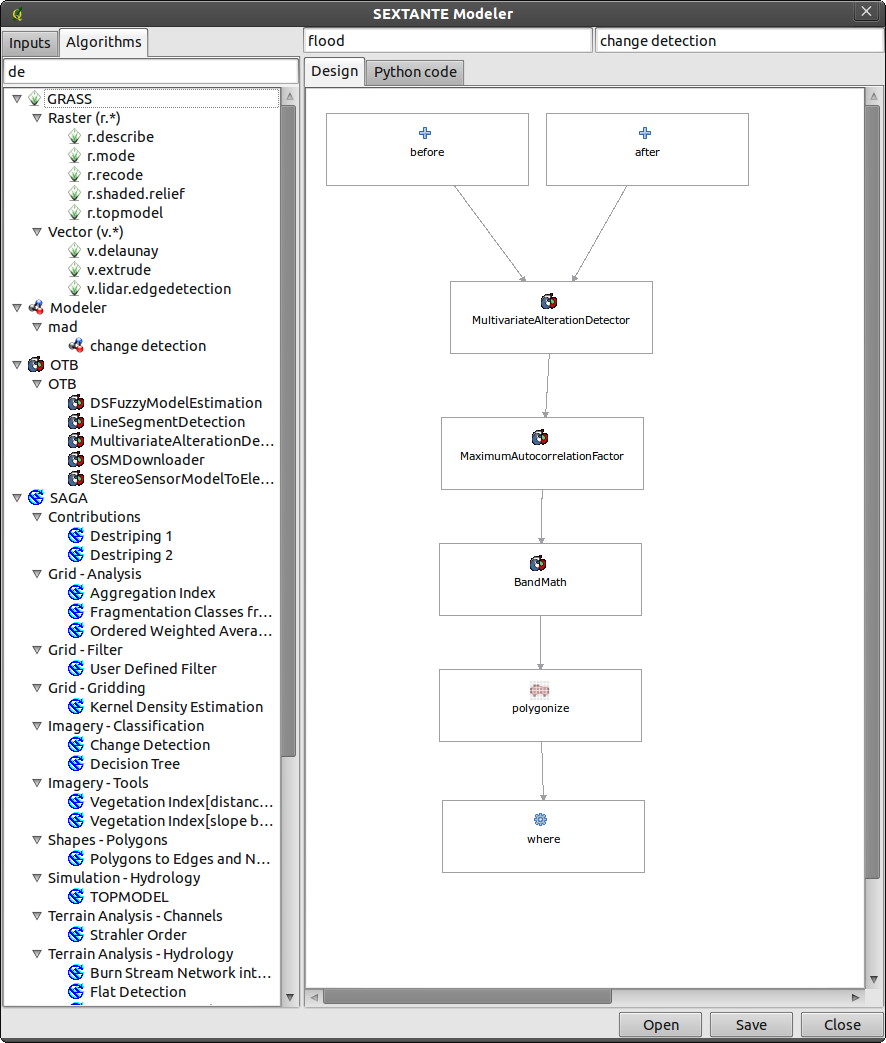 SEXTANTE Modeler
Inputs
Algorithms
flood
change detection
de
Design
Python code
GRASS
Raster (r.*)
r.describe
r.mode
r.recode
r.shaded.relief
r.topmodel
Vector (v.*)
v.delaunay
v.extrude
v.lidar.edgedetection
Modeler
mad
change detection
OTB
OTB
DSFuzzyModelEstimation
LineSegmentDetection
MultivariateAlterationDe...
OSMDownloader
StereoSensorModelToEle...
SAGA
Contributions
Destriping 1
Destriping 2
Grid - Analysis
Aggregation Index
Fragmentation Classes fr...
Ordered Weighted Avera...
Grid - Filter
User Defined Filter
Grid - Gridding
Kernel Density Estimation
Imagery - Classification
Change Detection
Decision Tree
Imagery - Tools
Vegetation Index[distanc...
Vegetation Index[slope b...
Shapes - Polygons
Polygons to Edges and N...
Simulation - Hydrology
TOPMODEL
Terrain Analysis - Channels
Strahler Order
Terrain Analysis - Hydrology
Burn Stream Network int...
Flat Detection
before
after
MultivariateAlterationDetector
MaximumAutocorrelationFactor
BandMath
polygonize
where
Open
Save
Close